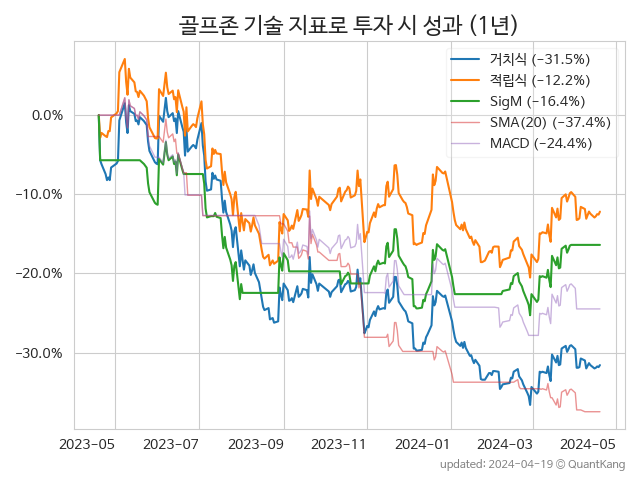 골프존 기술 지표로 투자 시 성과 (1년)
거치식 (−31.5%)
적립식 (−12.2%)
SigM (−16.4%)
SMA(20) (−37.4%)
MACD (−24.4%)
0.0%
−10.0%
−20.0%
−30.0%
2023−05 2023−07 2023−09 2023−11 2024−01 2024−03 2024−05
updated: 2024−04−19 © QuantKang